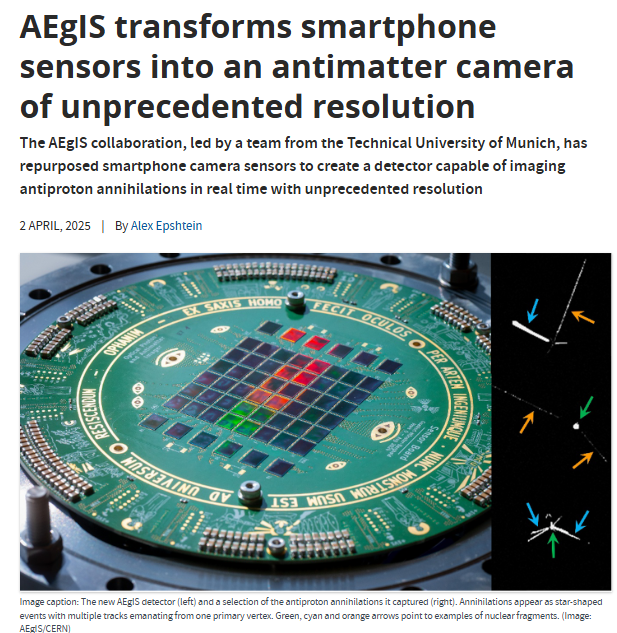 AEgIS transforms smartphone
sensors into an antimatter camera
of unprecedented resolution
The AEgIS collaboration, led by a team from the Technical University of Munich, has
repurposed smartphone camera sensors to create a detector capable of imaging
antiproton annihilations in real time with unprecedented resolution
2 APRIL, 2025 | By Alex Epshtein
OPHANIM
EX SAXIS HOMO FECIT OCULOS
PER ARTEM INGENIUMQUE
NUNC MONSTRUM USUM EST
AD UNIVERSUM
Sensor Board
Image caption: The new AEgIS detector (left) and a selection of the antiproton annihilations it captured (right). Annihilations appear as star-shaped
events with multiple tracks emanating from one primary vertex. Green, cyan and orange arrows point to examples of nuclear fragments. (Image:
AEgIS/CERN)